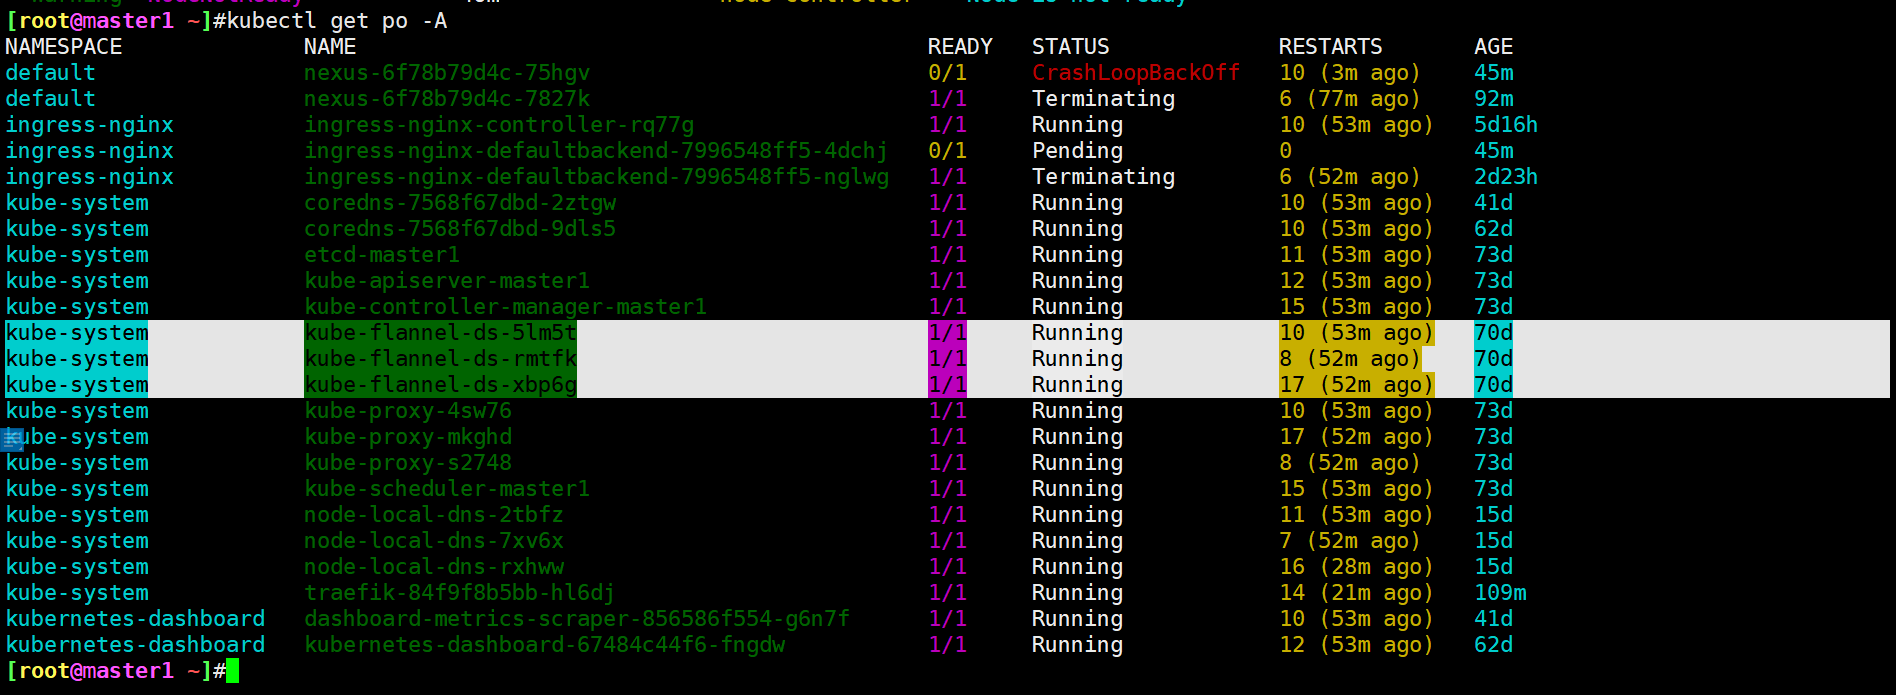 [root@master1 ~]#kubectl get po -A
NAMESPACE NAME READY STATUS RESTARTS AGE
default nexus-6f78b79d4c-75hgv 0/1 CrashLoopBackOff 10 (3m ago) 45m
default nexus-6f78b79d4c-7827k 1/1 Terminating 6 (77m ago) 92m
ingress-nginx ingress-nginx-controller-rq77g 1/1 Running 10 (53m ago) 5d16h
ingress-nginx ingress-nginx-defaultbackend-7996548ff5-4dchj 0/1 Pending 0 45m
ingress-nginx ingress-nginx-defaultbackend-7996548ff5-nglwg 1/1 Terminating 6 (52m ago) 2d23h
kube-system coredns-7568f67dbd-2ztgw 1/1 Running 10 (53m ago) 41d
kube-system coredns-7568f67dbd-9dls5 1/1 Running 10 (53m ago) 62d
kube-system etcd-master1 1/1 Running 11 (53m ago) 73d
kube-system kube-apiserver-master1 1/1 Running 12 (53m ago) 73d
kube-system kube-controller-manager-master1 1/1 Running 15 (53m ago) 73d
kube-system kube-flannel-ds-5lm5t 1/1 Running 10 (53m ago) 70d
kube-system kube-flannel-ds-rmtfk 1/1 Running 8 (52m ago) 70d
kube-system kube-flannel-ds-xbp6g 1/1 Running 17 (52m ago) 70d
kube-system kube-proxy-4sw76 1/1 Running 10 (53m ago) 73d
kube-system kube-proxy-mkghd 1/1 Running 17 (52m ago) 73d
kube-system kube-proxy-s2748 1/1 Running 8 (52m ago) 73d
kube-system kube-scheduler-master1 1/1 Running 15 (53m ago) 73d
kube-system node-local-dns-2tbfz 1/1 Running 11 (53m ago) 15d
kube-system node-local-dns-7xv6x 1/1 Running 7 (52m ago) 15d
kube-system node-local-dns-rxhww 1/1 Running 16 (28m ago) 15d
kube-system traefik-84f9f8b5bb-hl6dj 1/1 Running 14 (21m ago) 109m
kubernetes-dashboard dashboard-metrics-scraper-856586f554-g6n7f 1/1 Running 10 (53m ago) 41d
kubernetes-dashboard kubernetes-dashboard-67484c44f6-fngdw 1/1 Running 12 (53m ago) 62d
[root@master1 ~]#